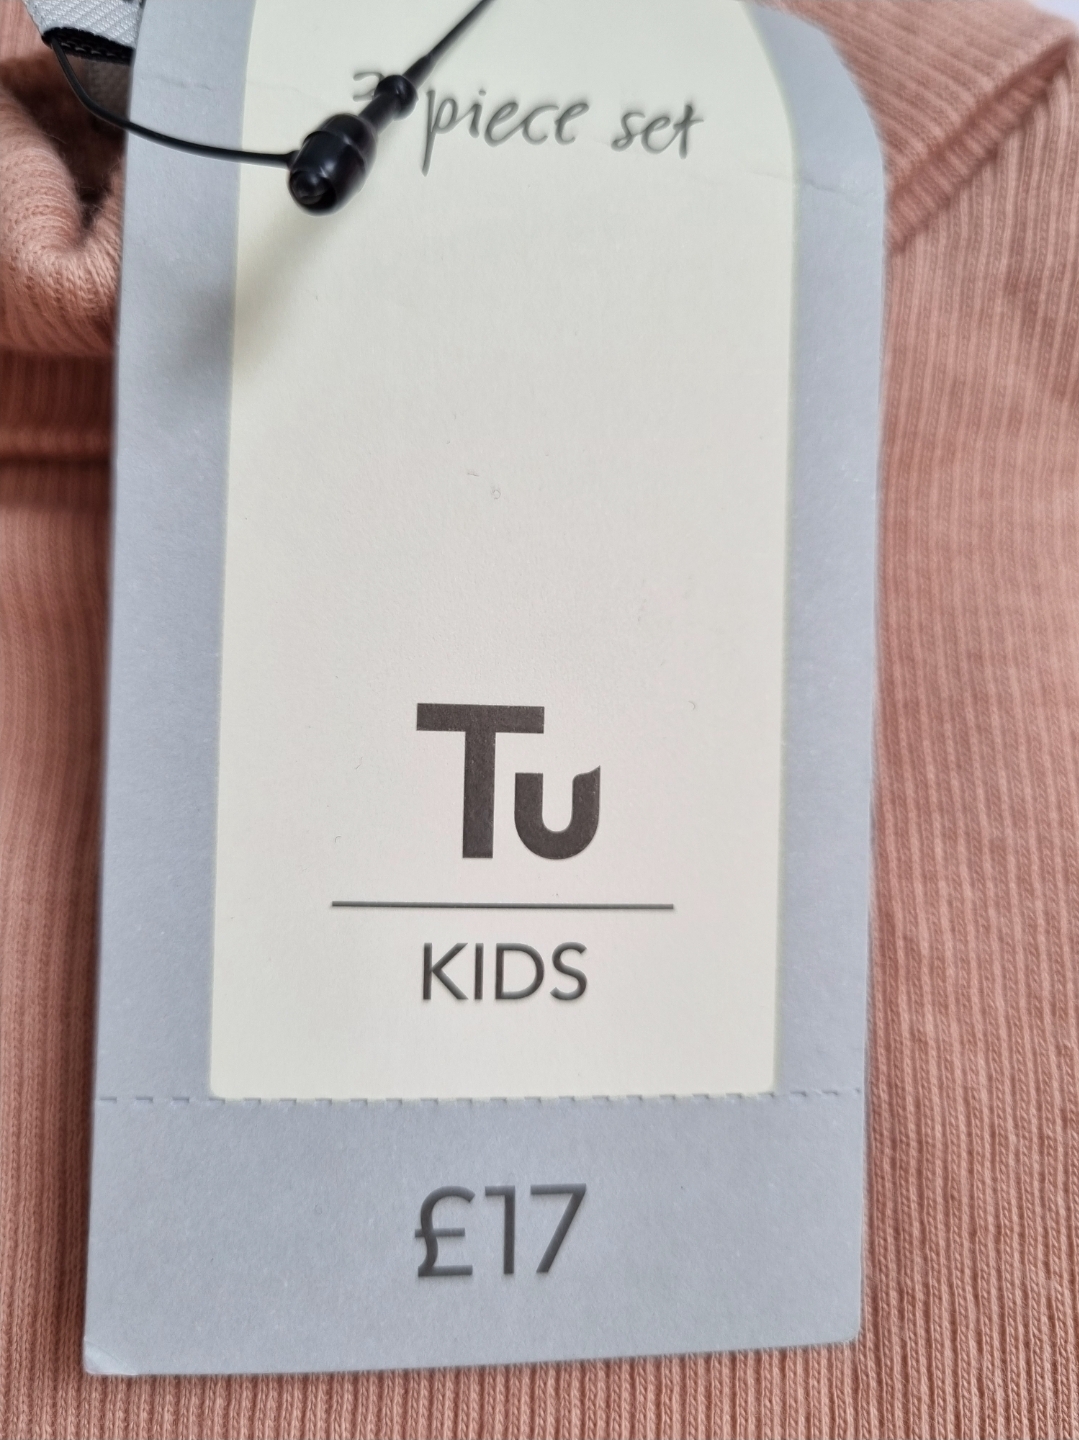 piece set
Tu
KIDS
£17